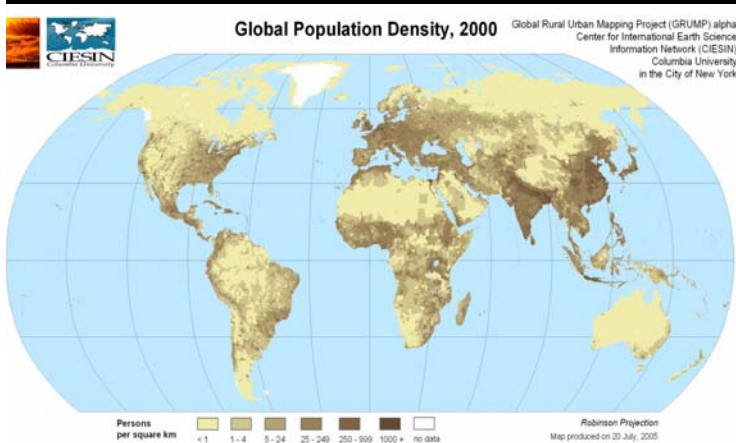 CIESIN
Columbia University
Global Population Density, 2000
Global Rural Urban Mapping Project (GRUMP) alpha
Center for International Earth Science
Information Network (CIESIN)
Columbia University
in the City of New York
Persons
per square km
< 1
1 - 4
5 - 24
25 - 249
250 - 999
1000 +
no data
Robinson Projection
Map produced on 20 July, 2005